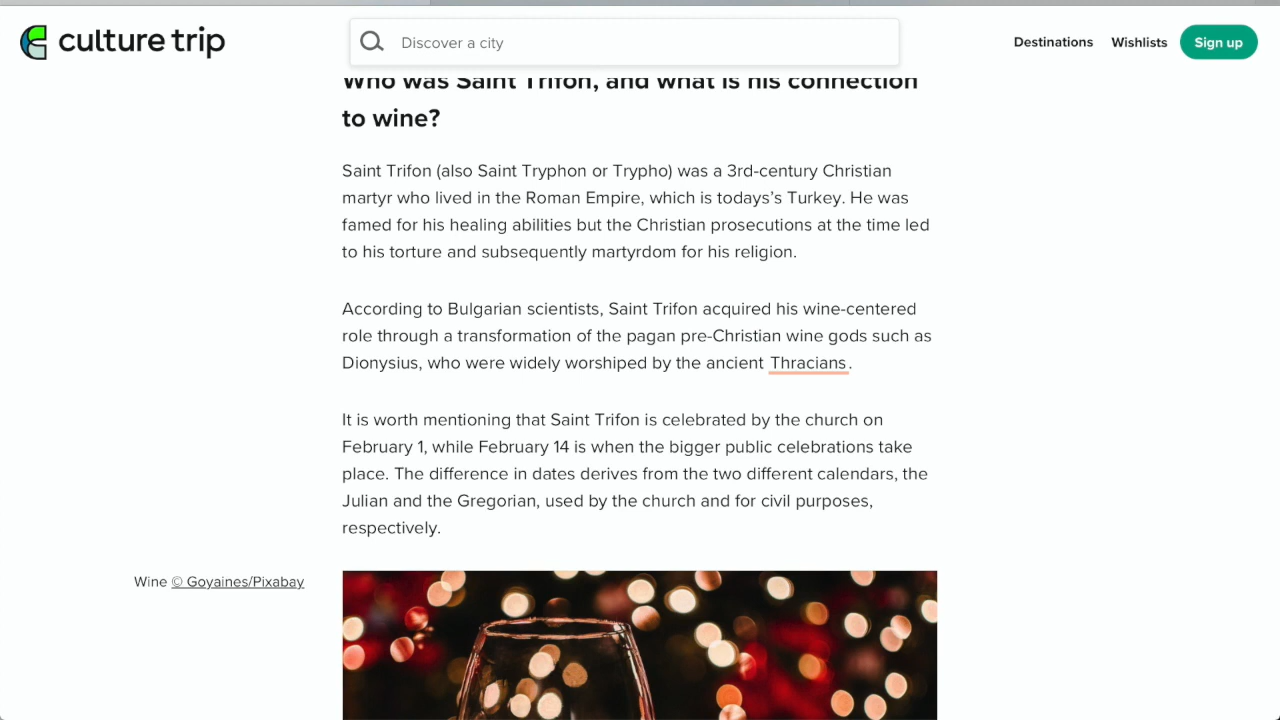 culture trip
Discover a city
Destinations
Wishlists
Sign up
Who was Saint Trifon, and what is his connection
to wine?
Saint Trifon (also Saint Tryphon or Trypho) was a 3rd-century Christian
martyr who lived in the Roman Empire, which is todays’s Turkey. He was
famed for his healing abilities but the Christian prosecutions at the time led
to his torture and subsequently martyrdom for his religion.
According to Bulgarian scientists, Saint Trifon acquired his wine-centered
role through a transformation of the pagan pre-Christian wine gods such as
Dionysius, who were widely worshiped by the ancient Thracians.
It is worth mentioning that Saint Trifon is celebrated by the church on
February 1, while February 14 is when the bigger public celebrations take
place. The difference in dates derives from the two different calendars, the
Julian and the Gregorian, used by the church and for civil purposes,
respectively.
Wine © Goyaines/Pixabay